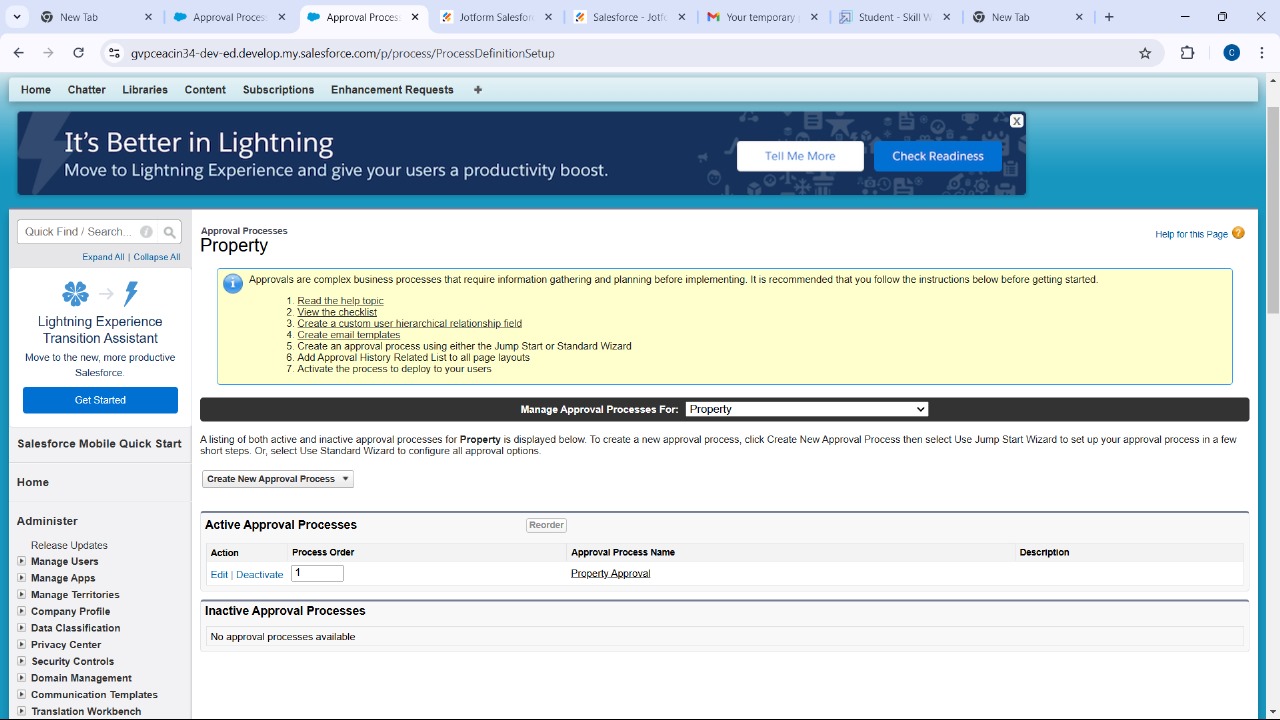 New Tab
Approval Proces
Approval Proces
Jotform Salesfor
Salesforce - Jotf
Your temporary
Student - Skill W
New Tab
gvpceacin34-dev-ed.develop.my.salesforce.com/p/process/ProcessDefinitionSetup
C
Home Chatter Libraries Content Subscriptions Enhancement Requests +
It's Better in Lightning
Move to Lightning Experience and give your users a productivity boost.
Tell Me More
Check Readiness
X
Quick Find / Search...
Expand All | Collapse All
Lightning Experience
Transition Assistant
Move to the new, more productive
Salesforce.
Get Started
Salesforce Mobile Quick Start
Home
Administer
Release Updates
Manage Users
Manage Apps
Manage Territories
Company Profile
Data Classification
Privacy Center
Security Controls
Domain Management
Communication Templates
Translation Workbench
Approval Processes
Property
Help for this Page
Approvals are complex business processes that require information gathering and planning before implementing. It is recommended that you follow the instructions below before getting started.
1. Read the help topic
2. View the checklist
3. Create a custom user hierarchical relationship field
4. Create email templates
5. Create an approval process using either the Jump Start or Standard Wizard
6. Add Approval History Related List to all page layouts
7. Activate the process to deploy to your users
Manage Approval Processes For: Property
A listing of both active and inactive approval processes for Property is displayed below. To create a new approval process, click Create New Approval Process then select Use Jump Start Wizard to set up your approval process in a few
short steps. Or, select Use Standard Wizard to configure all approval options.
Create New Approval Process
Active Approval Processes
Reorder
Action Process Order Approval Process Name Description
Edit | Deactivate 1 Property Approval
Inactive Approval Processes
No approval processes available